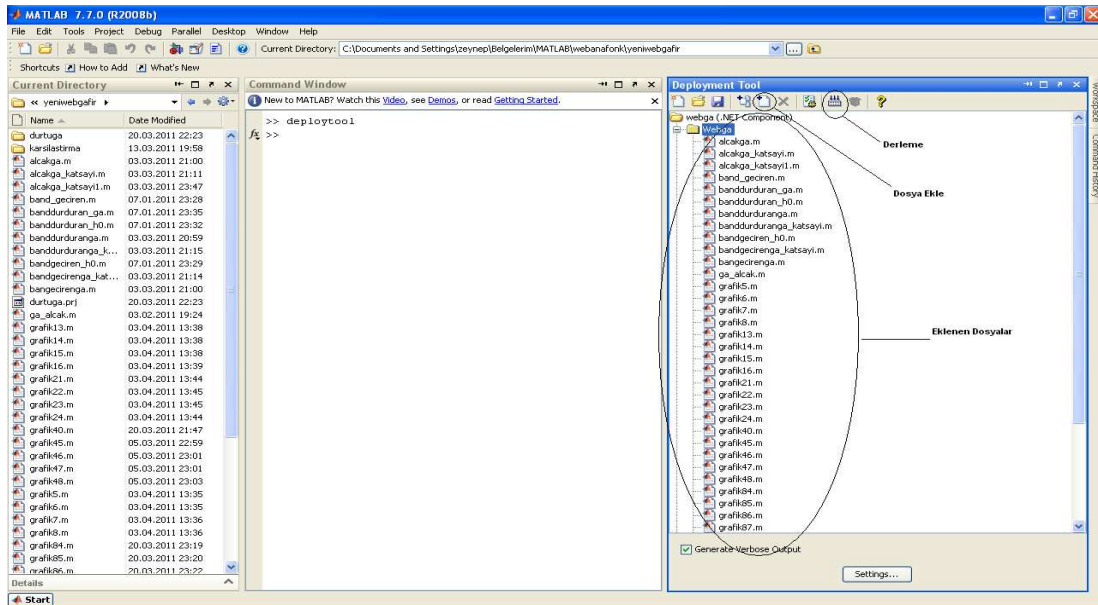 MATLAB 7.7.0 (R2008b)
File Edit Tools Project Debug Parallel Desktop Window Help
Current Directory: C:\Documents and Settings\zeynep\Belgelerim\MATLAB\webanafonk\yeniwebgafir
Shortcuts How to Add What's New
Current Directory
« yeniwebgafir
Name Date Modified
durtuga 20.03.2011 22:23
karsilastirma 13.03.2011 19:58
alcakga.m 03.03.2011 21:00
alcakga_katsayi.m 03.03.2011 21:11
alcakga_katsayi1.m 03.03.2011 23:47
band_geciren.m 07.01.2011 23:28
banddurduran_ga.m 07.01.2011 23:35
banddurduran_h0.m 07.01.2011 23:32
banddurduranga.m 03.03.2011 20:59
banddurduranga_k... 03.03.2011 21:15
bandgeciren_h0.m 07.01.2011 23:29
bandgecirenga_kat... 03.03.2011 21:14
bangecirenga.m 03.03.2011 21:00
durtuga.prj 20.03.2011 22:23
ga_alcak.m 03.02.2011 19:24
grafik13.m 03.04.2011 13:38
grafik14.m 03.04.2011 13:38
grafik15.m 03.04.2011 13:38
grafik16.m 03.04.2011 13:39
grafik21.m 03.04.2011 13:44
grafik22.m 03.04.2011 13:45
grafik23.m 03.04.2011 13:45
grafik24.m 03.04.2011 13:44
grafik40.m 20.03.2011 21:47
grafik45.m 05.03.2011 22:59
grafik46.m 05.03.2011 23:01
grafik47.m 05.03.2011 23:01
grafik48.m 05.03.2011 23:03
grafik5.m 03.04.2011 13:35
grafik6.m 03.04.2011 13:35
grafik7.m 03.04.2011 13:36
grafik8.m 03.04.2011 13:36
grafik84.m 20.03.2011 23:19
grafik85.m 20.03.2011 23:20
grafik86.m 20.03.2011 23:22
Details
Start
Command Window
New to MATLAB? Watch this Video, see Demos, or read Getting Started.
>> deploytool
fx >>
Deployment Tool
webga (.NET Component)
Webga
alcakga.m
alcakga_katsayi.m
alcakga_katsayi1.m
band_geciren.m
banddurduran_ga.m
banddurduran_h0.m
banddurduranga.m
banddurduranga_katsayi.m
bandgeciren_h0.m
bandgecirenga_katsayi.m
bangecirenga.m
ga_alcak.m
grafik5.m
grafik6.m
grafik7.m
grafik8.m
grafik13.m
grafik14.m
grafik15.m
grafik16.m
grafik21.m
grafik22.m
grafik23.m
grafik24.m
grafik40.m
grafik45.m
grafik46.m
grafik47.m
grafik48.m
grafik84.m
grafik85.m
grafik86.m
grafik87.m
Derleme
Dosya Ekle
Eklenen Dosyalar
Generate Verbose Output
Settings...
Workspace
Command History